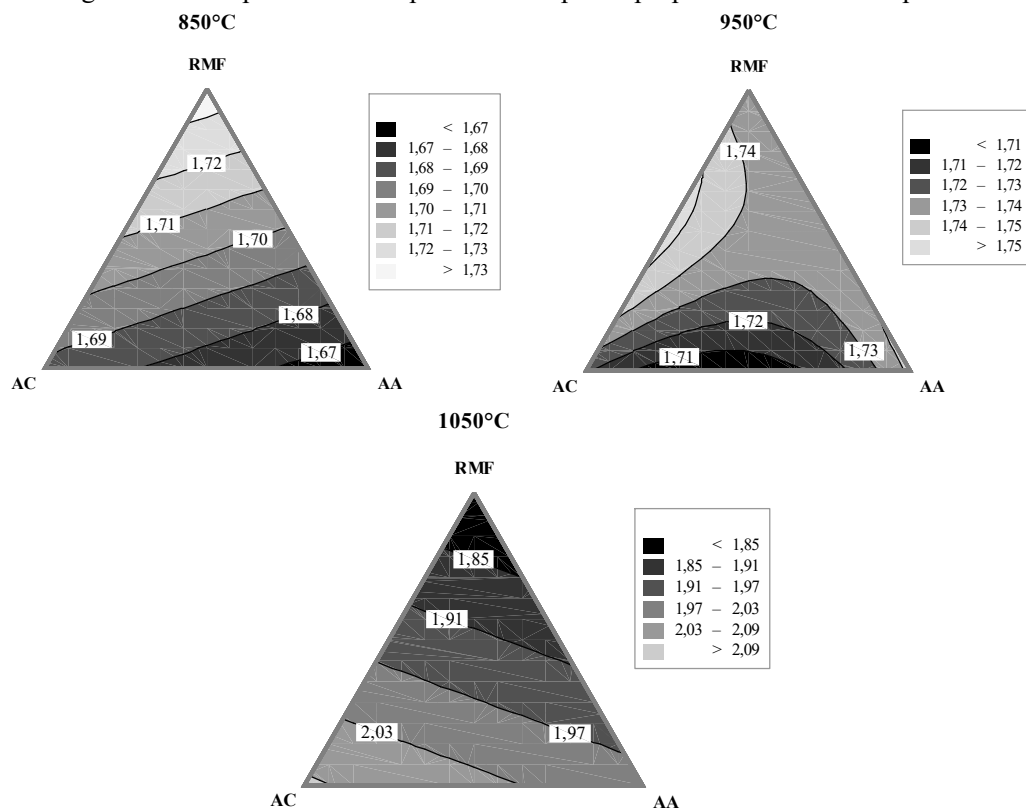 850°C
RMF
1,72
1,71
1,70
1,69
1,68
1,67
AC
AA
< 1,67
1,67 – 1,68
1,68 – 1,69
1,69 – 1,70
1,70 – 1,71
1,71 – 1,72
1,72 – 1,73
> 1,73
950°C
RMF
1,74
1,72
1,71
1,73
AC
AA
< 1,71
1,71 – 1,72
1,72 – 1,73
1,73 – 1,74
1,74 – 1,75
> 1,75
1050°C
RMF
1,85
1,91
2,03
1,97
AC
AA
< 1,85
1,85 – 1,91
1,91 – 1,97
1,97 – 2,03
2,03 – 2,09
> 2,09